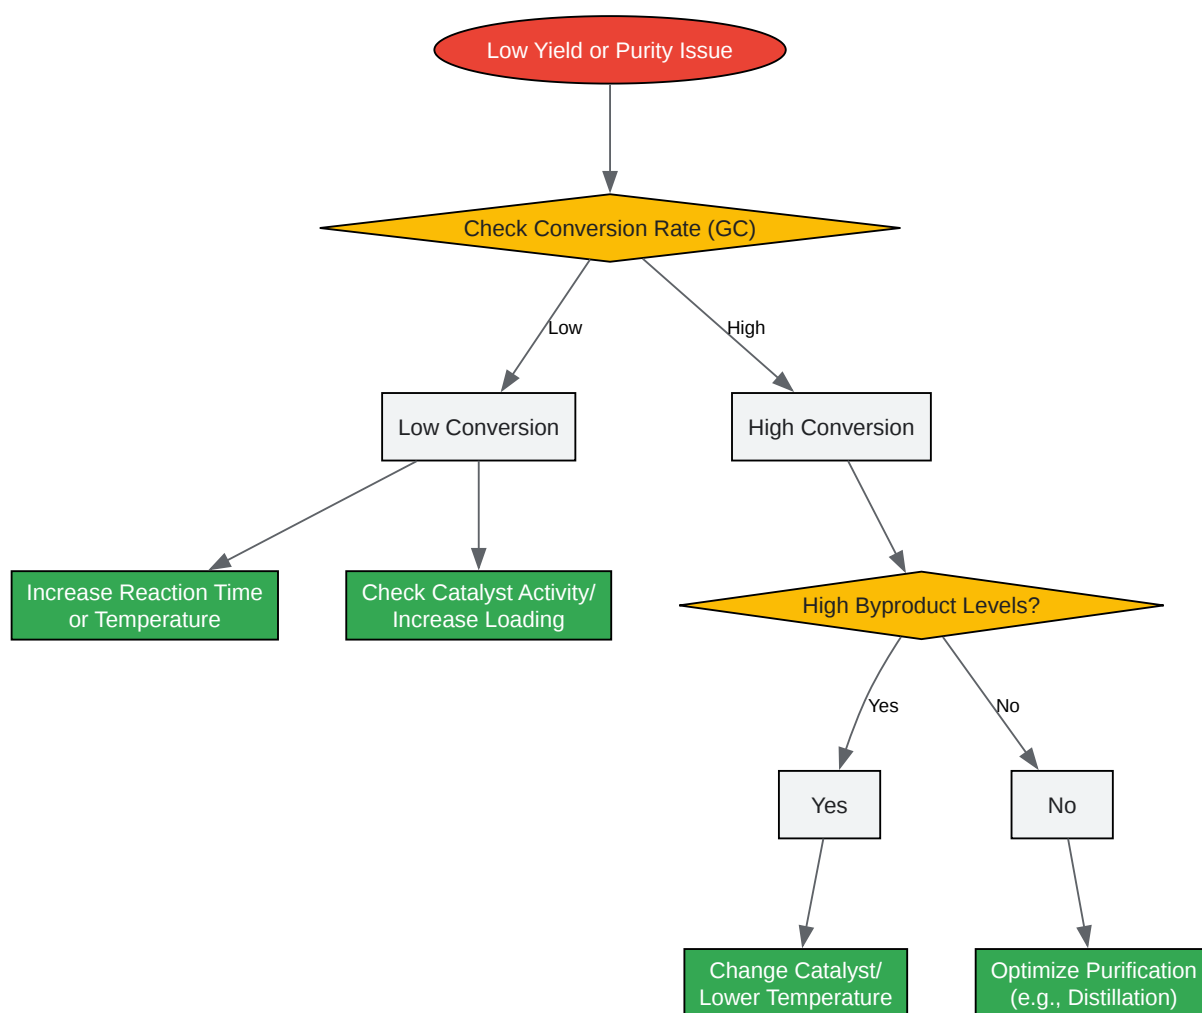 Low Yield or Purity Issue
Check Conversion Rate (GC)
Low
High
Low Conversion
High Conversion
Increase Reaction Time
or Temperature
Check Catalyst Activity/
Increase Loading
High Byproduct Levels?
Yes
No
Yes
No
Change Catalyst/
Lower Temperature
Optimize Purification
(e.g., Distillation)